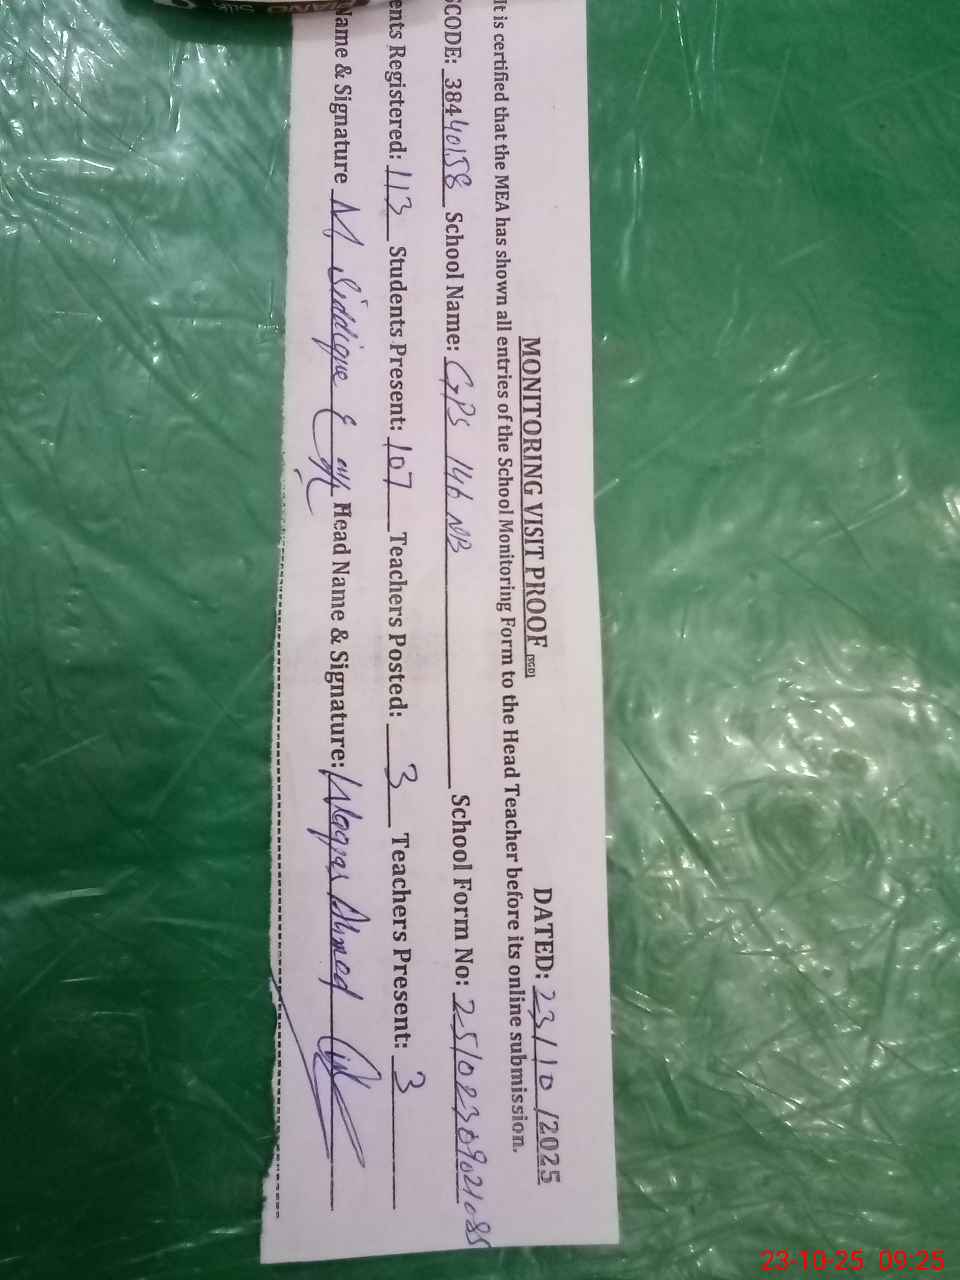 MONITORING VISIT PROOF (SGD) DATED: 23/10/2025
It is certified that the MEA has shown all entries of the School Monitoring Form to the Head Teacher before its online submission.
SCODE: 38440158 School Name: GPS 146 NB School Form No:
ents Registered: 113 Students Present: 107 Teachers Posted: 3 Teachers Present: 3
Name & Signature M Siddique Head Name & Signature: Waqas Ahmed
23-10-25 09:25